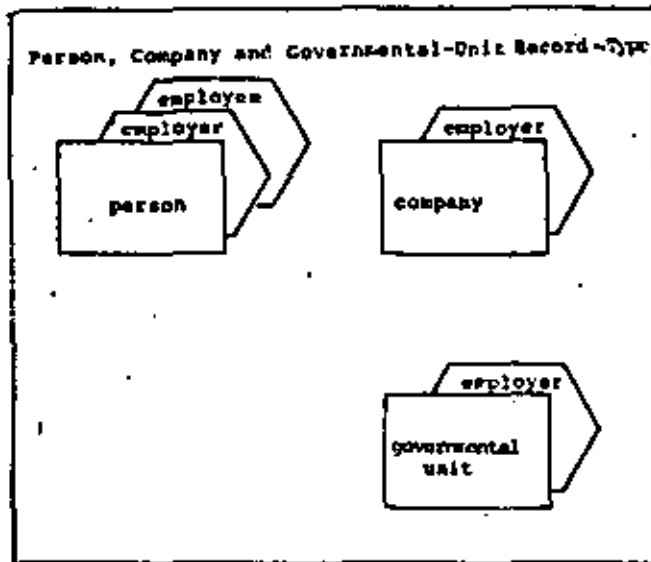 Person, Company and Governmental-Unit Record-Type
employee
employer
person
employer
company
employer
governmental
unit